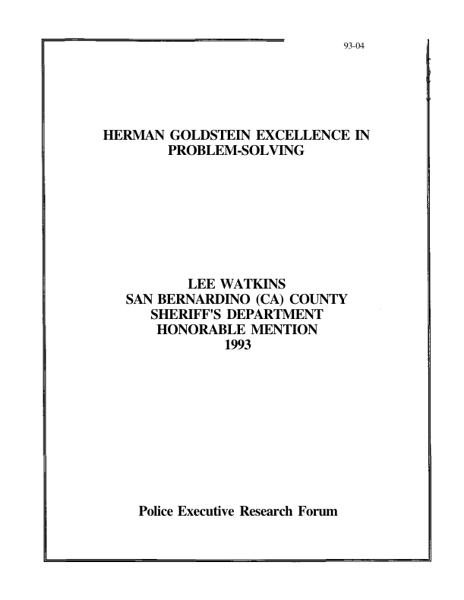 93-04
HERMAN GOLDSTEIN EXCELLENCE IN
PROBLEM-SOLVING
LEE WATKINS
SAN BERNARDINO (CA) COUNTY
SHERIFF'S DEPARTMENT
HONORABLE MENTION
1993
Police Executive Research Forum